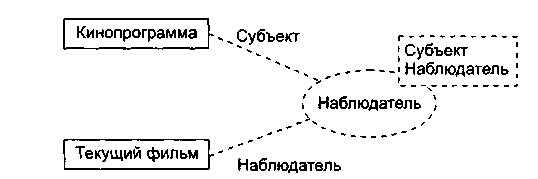 Кинопрограмма
Субъект
Субъект
Наблюдатель
Наблюдатель
Текущий фильм
Наблюдатель